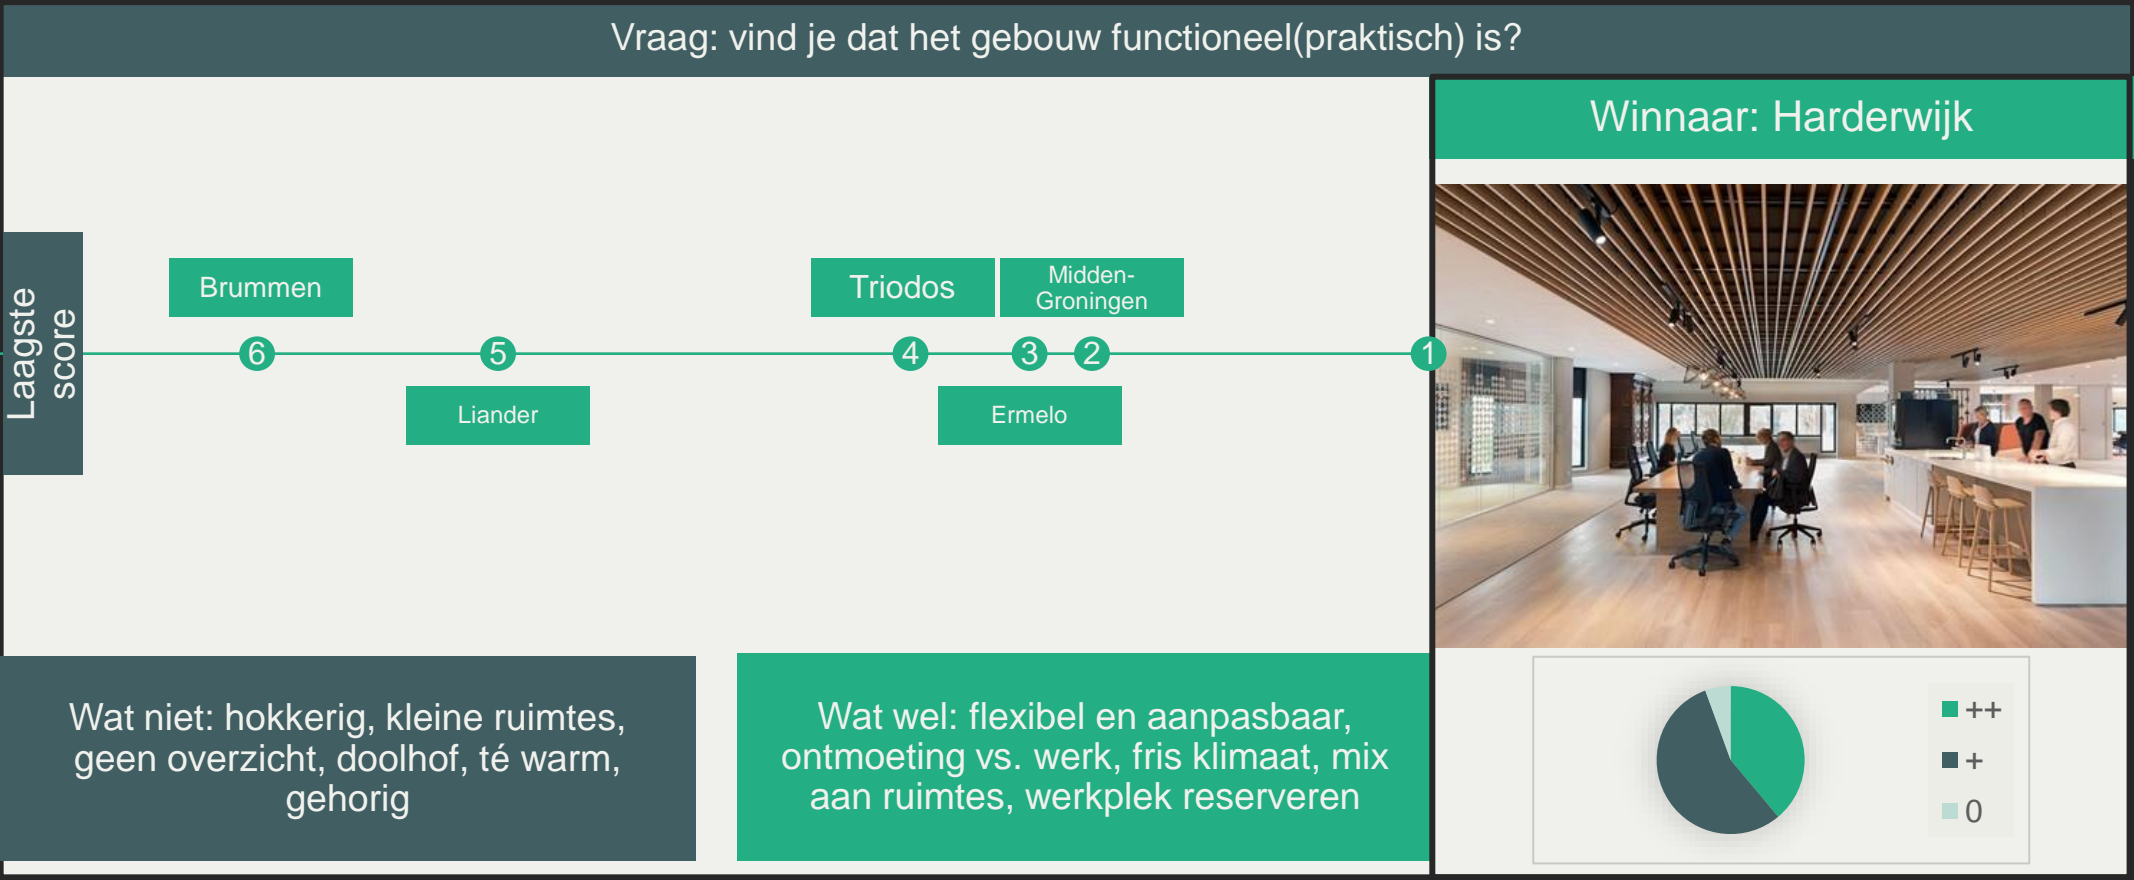 Vraag: vind je dat het gebouw functioneel(praktisch) is?
Winnaar: Harderwijk
Laagste
score
Brummen
Triodos
Midden-
Groningen
6
5
4
3
2
1
Liander
Ermelo
Wat niet: hokkerig, kleine ruimtes,
geen overzicht, doolhof, té warm,
gehorig
Wat wel: flexibel en aanpasbaar,
ontmoeting vs. werk, fris klimaat, mix
aan ruimtes, werkplek reserveren
++
+
0